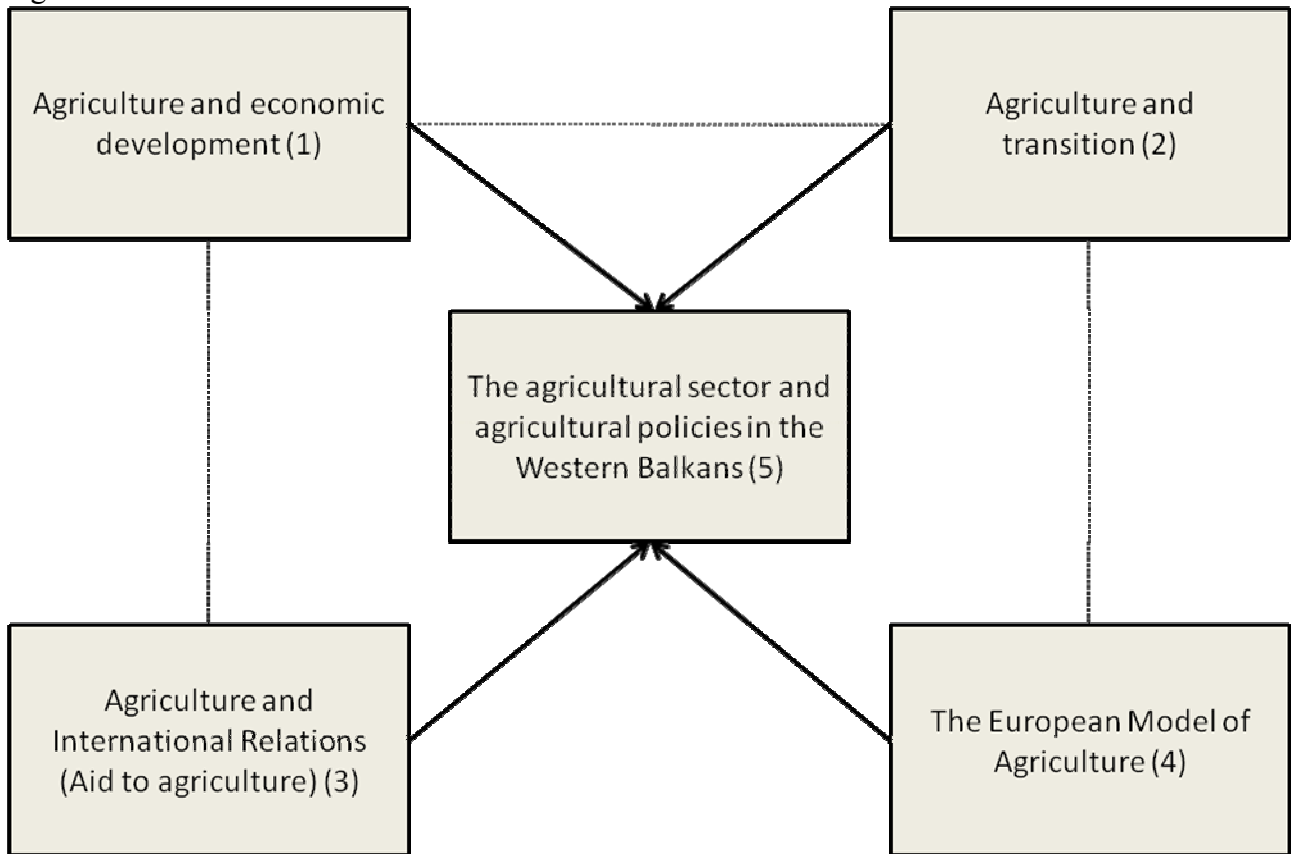 Agriculture and economic
development (1)
Agriculture and
transition (2)
The agricultural sector and
agricultural policies in the
Western Balkans (5)
Agriculture and
International Relations
(Aid to agriculture) (3)
The European Model of
Agriculture (4)